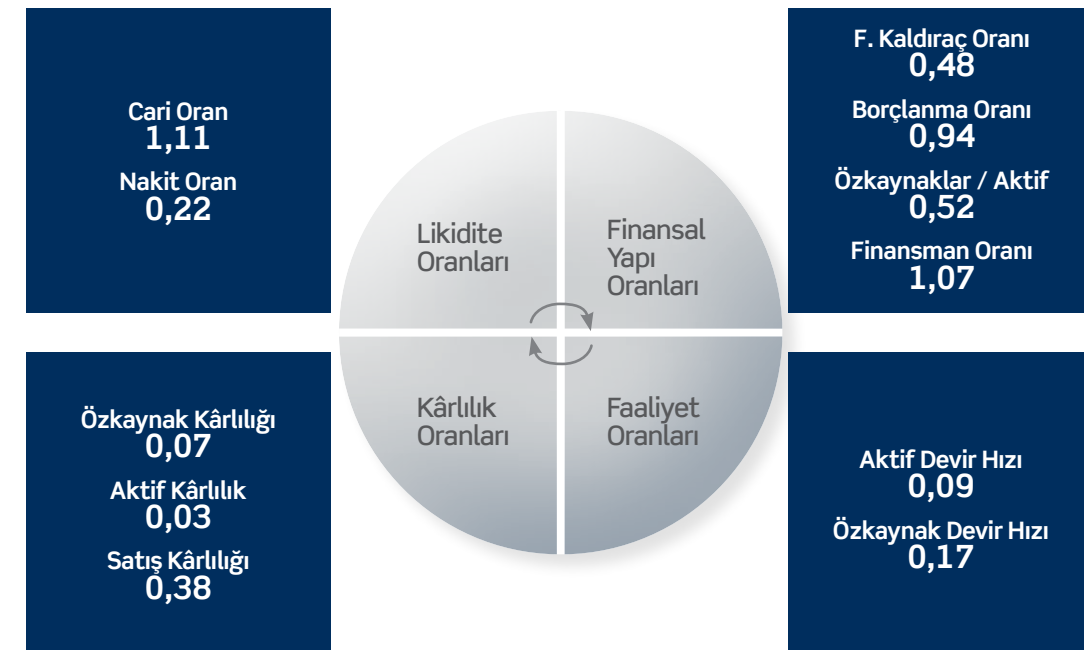 Cari Oran
1,11
Nakit Oran
0,22
F. Kaldıraç Oranı
0,48
Borçlanma Oranı
0,94
Özkaynaklar / Aktif
0,52
Finansman Oranı
1,07
Likidite
Oranları
Finansal
Yapı
Oranları
Kârlılık
Oranları
Faaliyet
Oranları
Özkaynak Kârlılığı
0,07
Aktif Kârlılık
0,03
Satış Kârlılığı
0,38
Aktif Devir Hızı
0,09
Özkaynak Devir Hızı
0,17